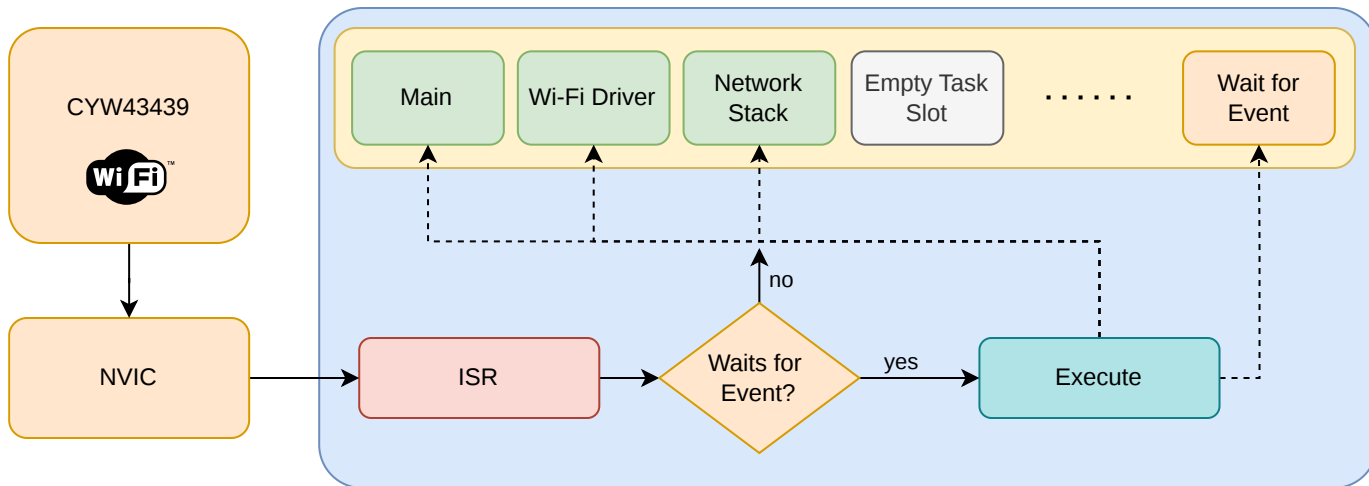 CYW43439
Wi Fi™
NVIC
Main
Wi-Fi Driver
Network
Stack
Empty Task
Slot
. . . . . .
Wait for
Event
no
ISR
Waits for
Event?
yes
Execute